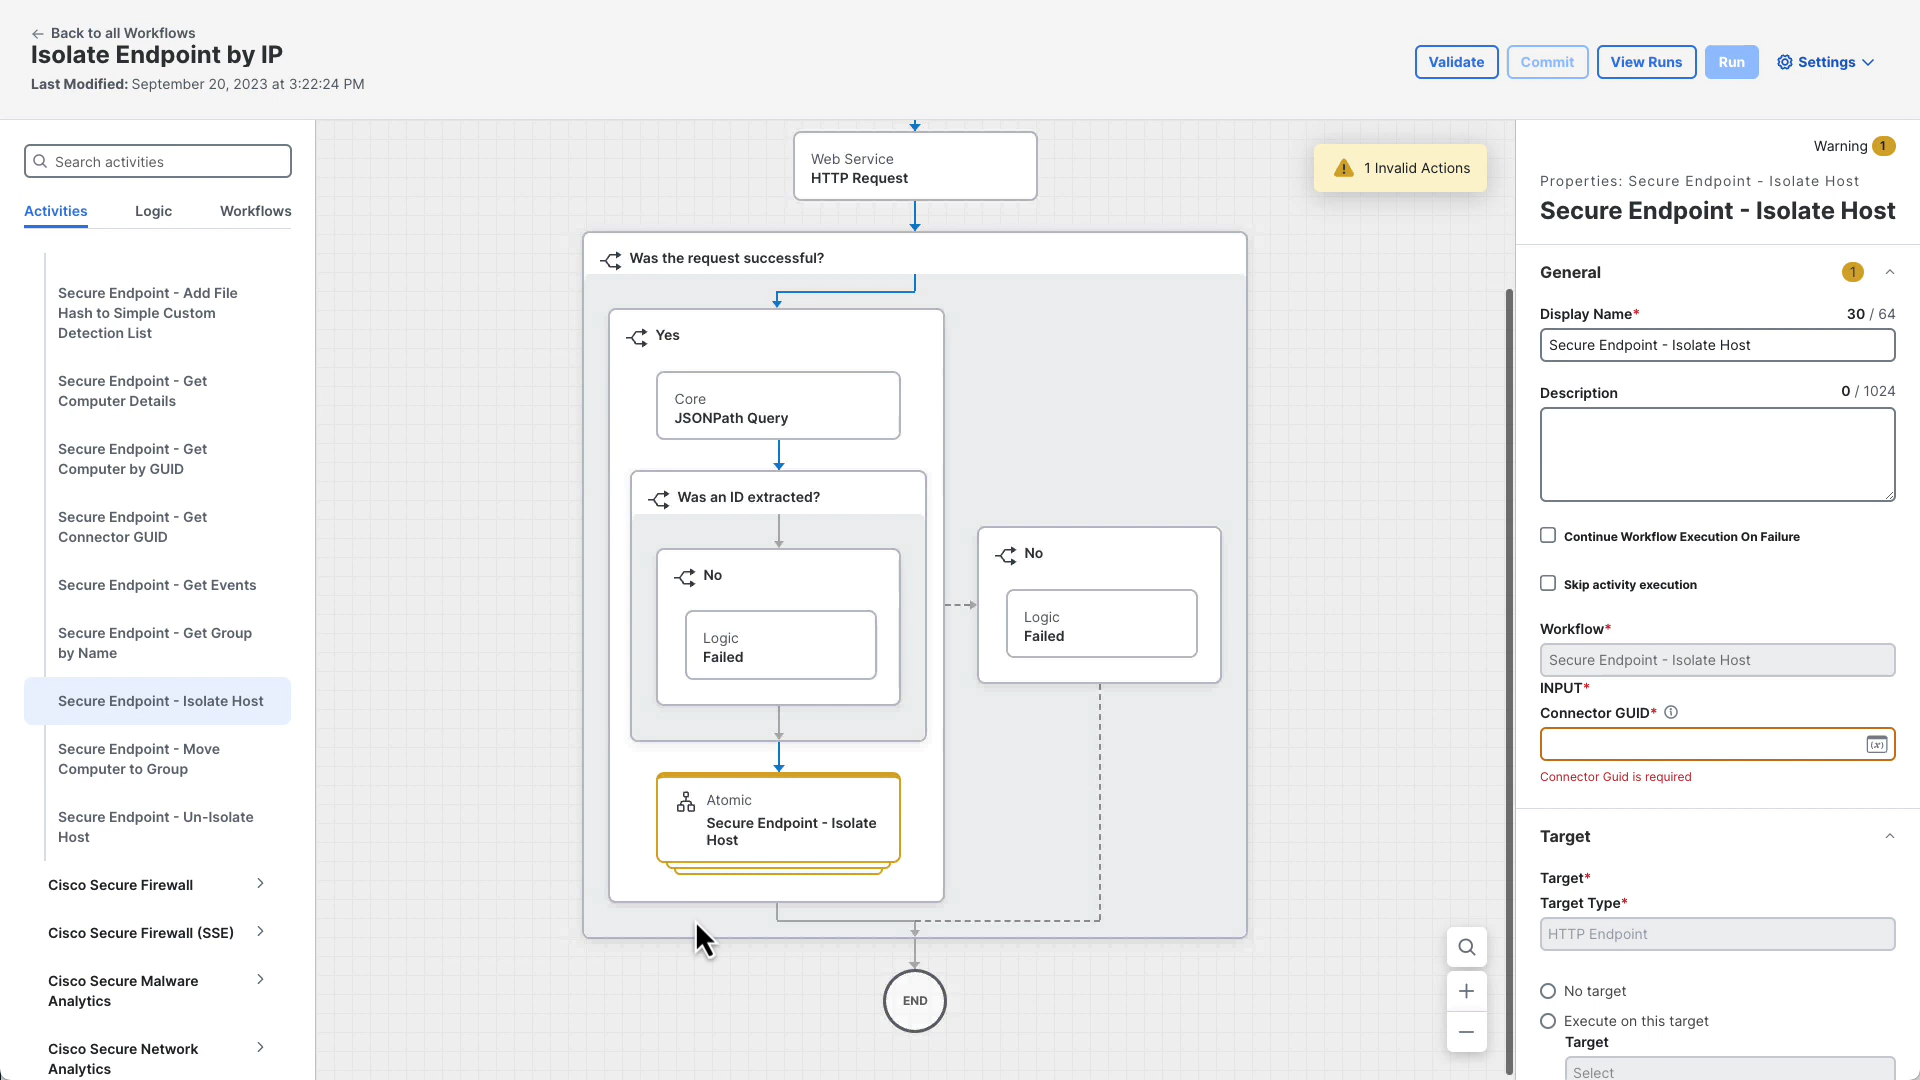 Back to all Workflows
Isolate Endpoint by IP
Last Modified: September 20, 2023 at 3:22:24 PM
Validate
Commit
View Runs
Run
Settings
Search activities
Activities
Logic
Workflows
Secure Endpoint - Add File
Hash to Simple Custom
Detection List
Secure Endpoint - Get
Computer Details
Secure Endpoint - Get
Computer by GUID
Secure Endpoint - Get
Connector GUID
Secure Endpoint - Get Events
Secure Endpoint - Get Group
by Name
Secure Endpoint - Isolate Host
Secure Endpoint - Move
Computer to Group
Secure Endpoint - Un-Isolate
Host
Cisco Secure Firewall
Cisco Secure Firewall (SSE)
Cisco Secure Malware
Analytics
Cisco Secure Network
Analytics
Web Service
HTTP Request
1 Invalid Actions
Was the request successful?
Yes
Core
JSONPath Query
Was an ID extracted?
No
Logic
Failed
No
Logic
Failed
Atomic
Secure Endpoint - Isolate
Host
END
Warning 1
Properties: Secure Endpoint - Isolate Host
Secure Endpoint - Isolate Host
General
1
Display Name*
30 / 64
Secure Endpoint - Isolate Host
Description
0 / 1024
Continue Workflow Execution On Failure
Skip activity execution
Workflow*
Secure Endpoint - Isolate Host
INPUT*
Connector GUID*
(x)
Connector Guid is required
Target
Target*
Target Type*
HTTP Endpoint
No target
Execute on this target
Target
Select